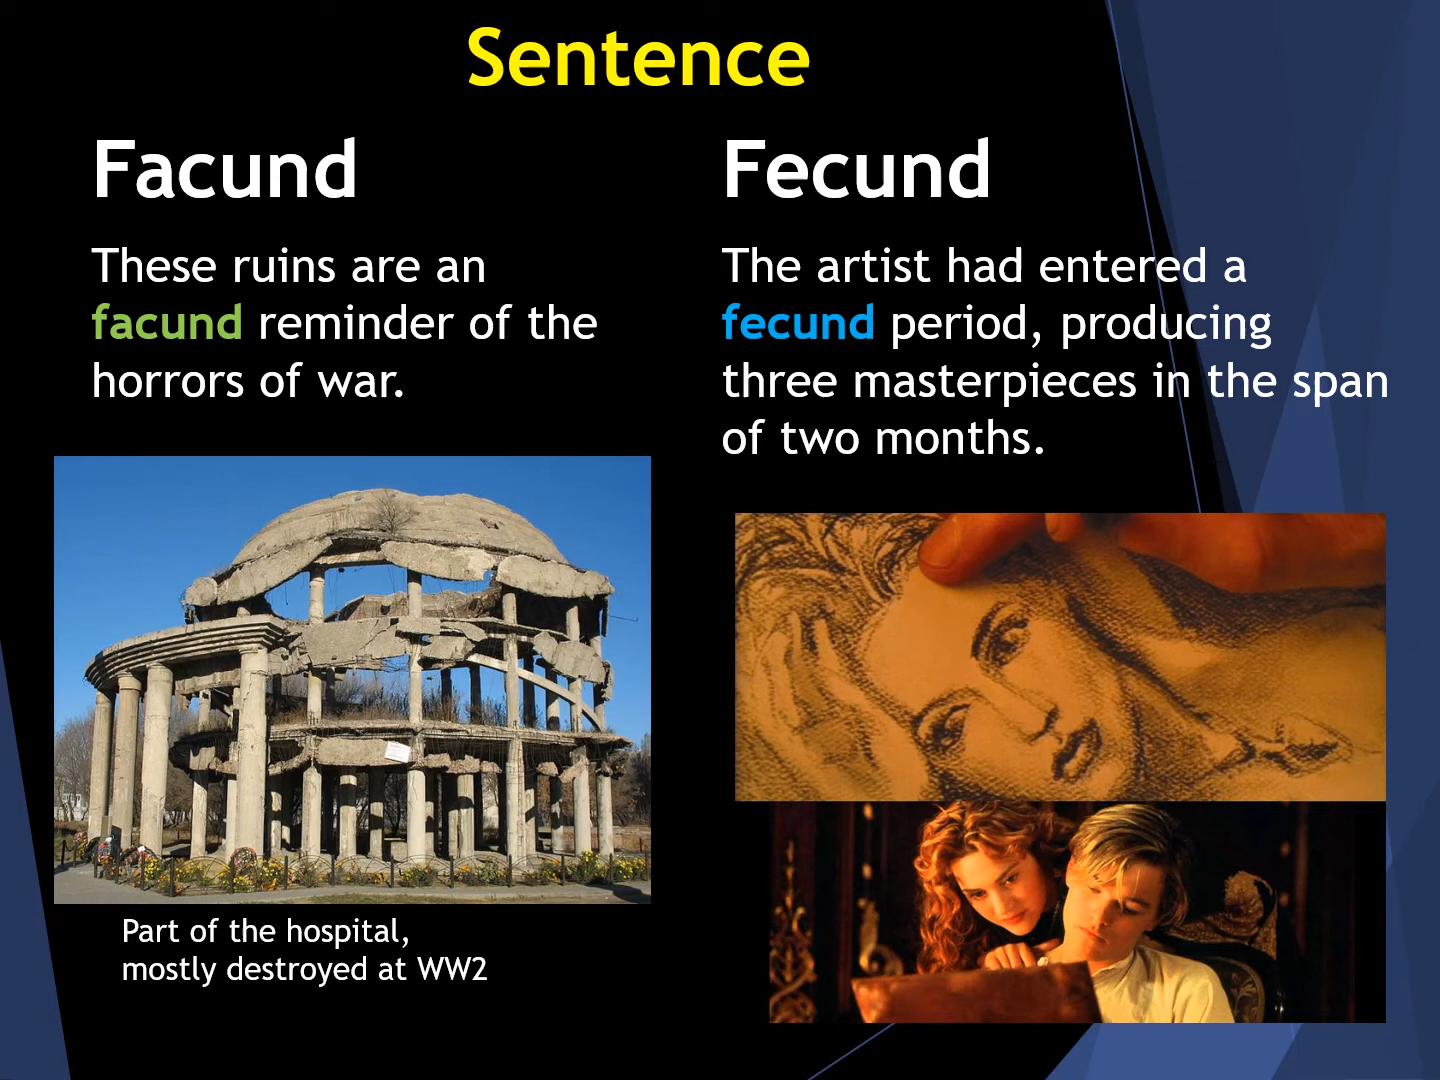 Sentence
Facund
These ruins are an
facund reminder of the
horrors of war.
Part of the hospital,
mostly destroyed at WW2
Fecund
The artist had entered a
fecund period, producing
three masterpieces in the span
of two months.